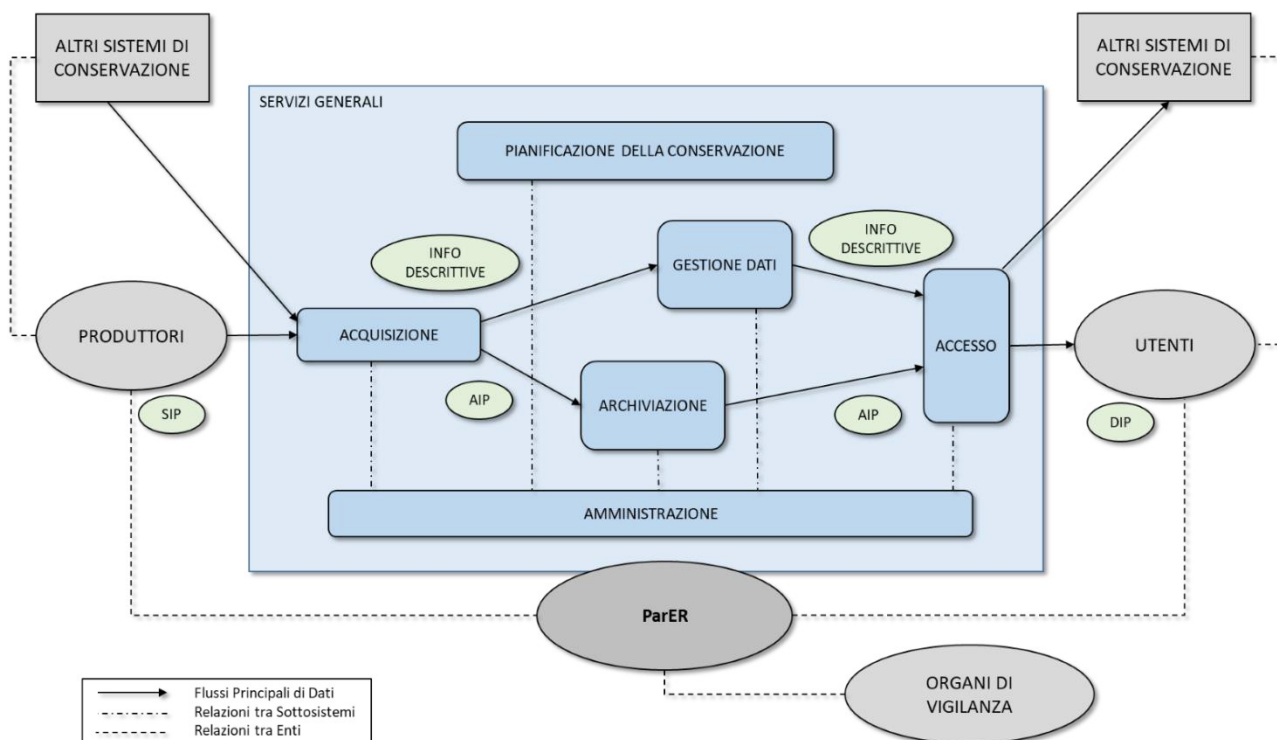 ALTRI SISTEMI DI
CONSERVAZIONE
ALTRI SISTEMI DI
CONSERVAZIONE
SERVIZI GENERALI
PIANIFICAZIONE DELLA CONSERVAZIONE
INFO
DESCRITTIVE
GESTIONE DATI
INFO
DESCRITTIVE
PRODUTTORI
ACQUISIZIONE
ACCESSO
UTENTI
SIP
AIP
ARCHIVIAZIONE
AIP
DIP
AMMINISTRAZIONE
ParER
ORGANI DI
VIGILANZA
Flussi Principali di Dati
Relazioni tra Sottosistemi
Relazioni tra Enti